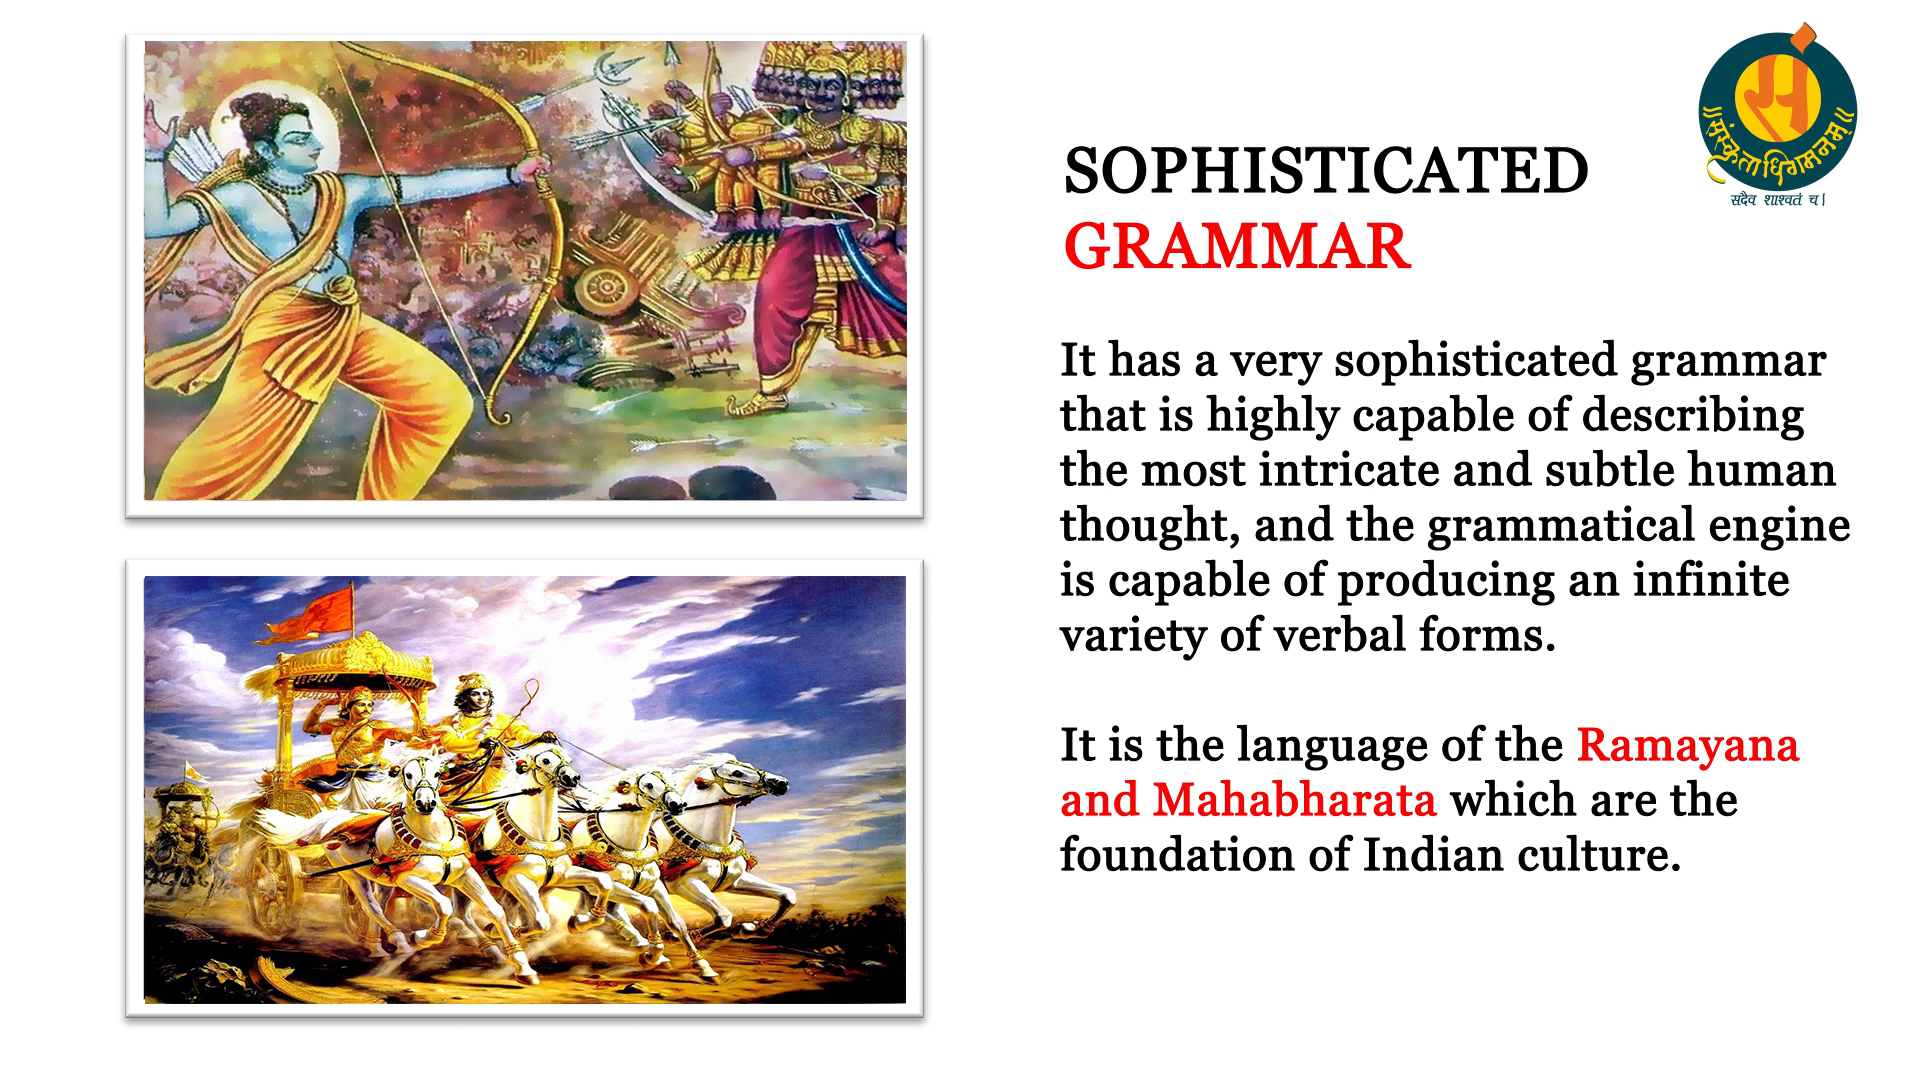 SOPHISTICATED
GRAMMAR
It has a very sophisticated grammar
that is highly capable of describing
the most intricate and subtle human
thought, and the grammatical engine
is capable of producing an infinite
variety of verbal forms.
It is the language of the Ramayana
and Mahabharata which are the
foundation of Indian culture.
सं
॥संस्कृताधिगमनम्॥
सदैव शाश्वतं च।